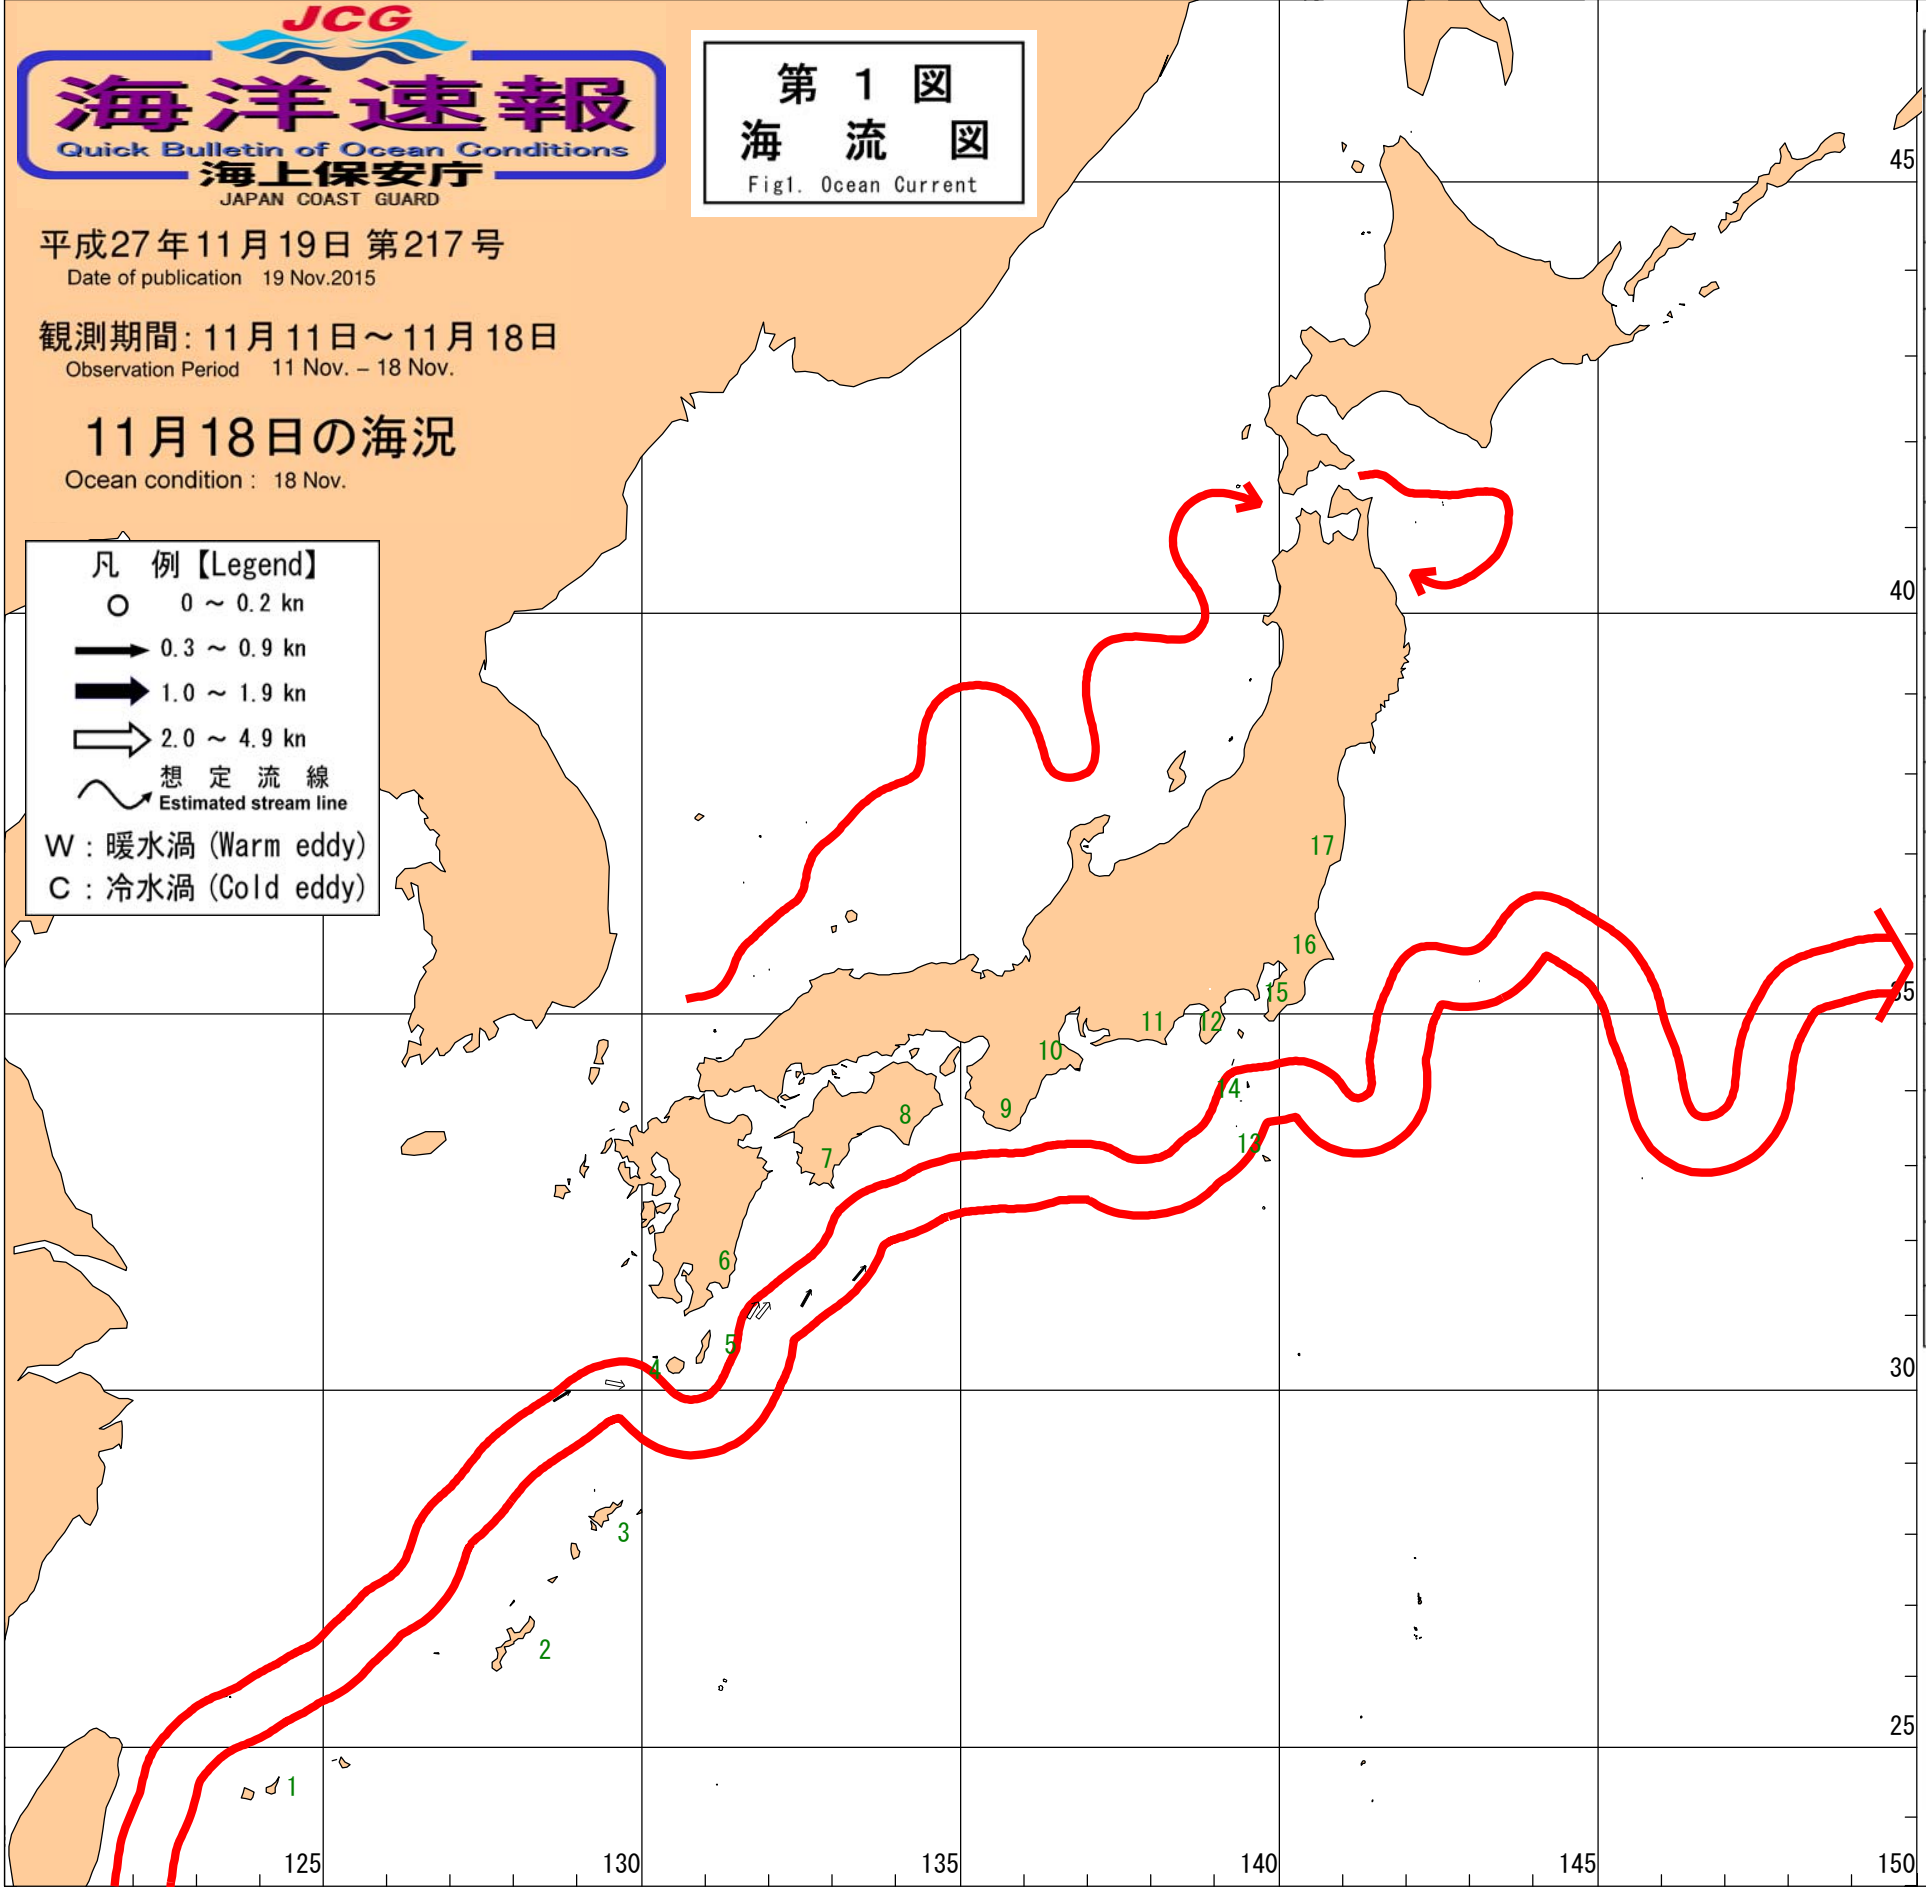 JCG
海洋速報
Quick Bulletin of Ocean Conditions
海上保安庁
JAPAN COAST GUARD
平成27年11月19日 第217号
Date of publication 19 Nov.2015
観測期間: 11月11日～11月18日
Observation Period 11 Nov. – 18 Nov.
11月18日の海況
Ocean condition : 18 Nov.
第 1 図
海 流 図
Fig1. Ocean Current
凡 例【Legend】
0 ～ 0.2 kn
0.3 ～ 0.9 kn
1.0 ～ 1.9 kn
2.0 ～ 4.9 kn
想 定 流 線
Estimated stream line
W : 暖水渦 (Warm eddy)
C : 冷水渦 (Cold eddy)
45
40
17
16
35
15
11
12
10
14
9
8
13
7
6
5
4
30
3
2
25
1
125
130
135
140
145
150